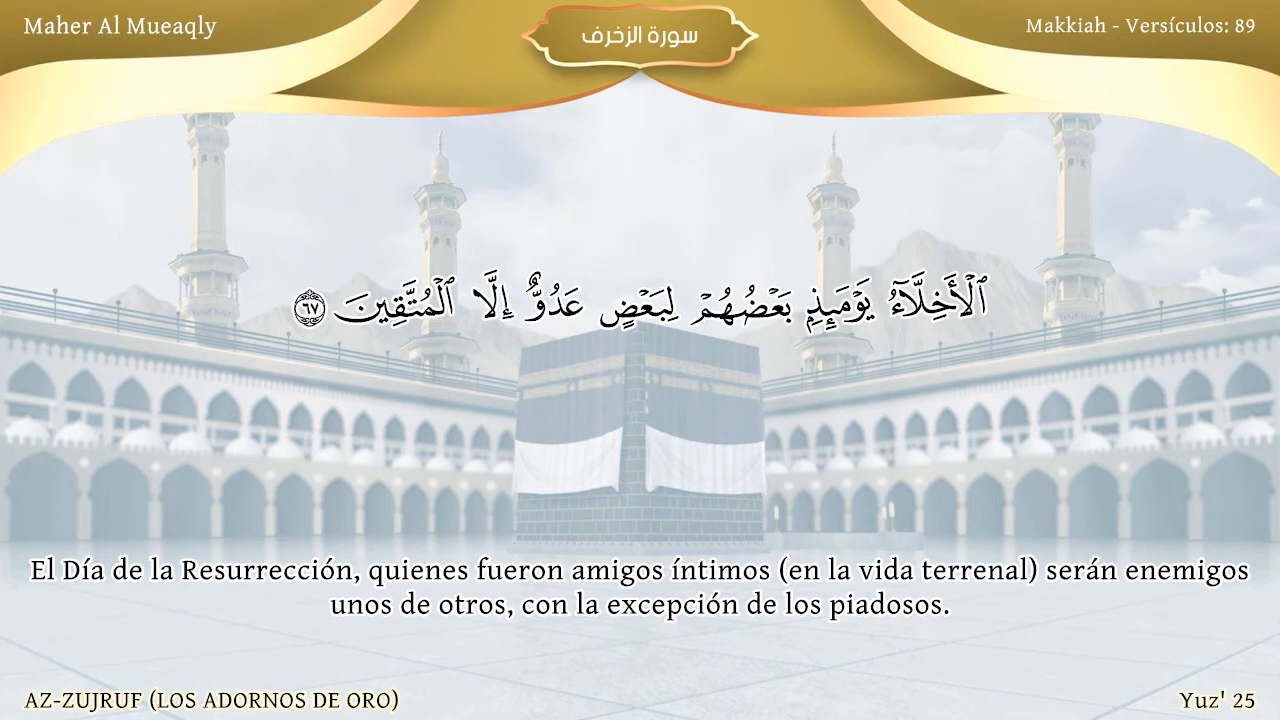 Maher Al Mueaqly
سورة الزخرف
Makkiah - Versículos: 89
ٱلْأَخِلَّآءُ يَوْمَئِذٍۭ بَعْضُهُمْ لِبَعْضٍ عَدُوٌّ إِلَّا ٱلْمُتَّقِينَ ٦٧
El Día de la Resurrección, quienes fueron amigos íntimos (en la vida terrenal) serán enemigos
unos de otros, con la excepción de los piadosos.
AZ-ZUJRUF (LOS ADORNOS DE ORO)
Yuz' 25